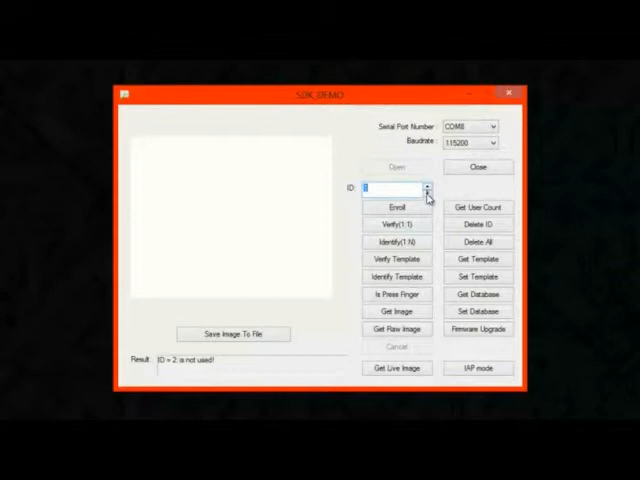 SDK_DEMO
Serial Port Number : COM8
Baudrate : 115200
Open Close
ID: 1
Enroll Get User Count
Verify(1:1) Delete ID
Identify(1:N) Delete All
Verify Template Get Template
Identify Template Set Template
Is Press Finger Get Database
Get Image Set Database
Get Raw Image Firmware Upgrade
Save Image To File
Cancel
Result ID = 2: is not used!
Get Live Image IAP mode